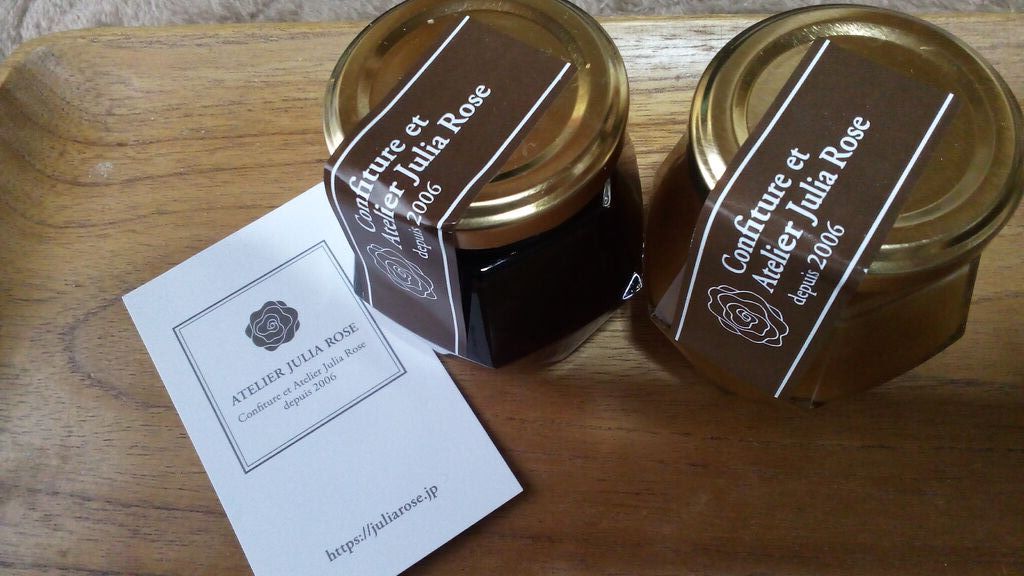 Confiture et
Atelier Julia Rose
depuis 2006
Confiture et
Atelier Julia Rose
depuis 2006
ATELIER JULIA ROSE
Confiture et Atelier Julia Rose
depuis 2006
https://juliarose.jp